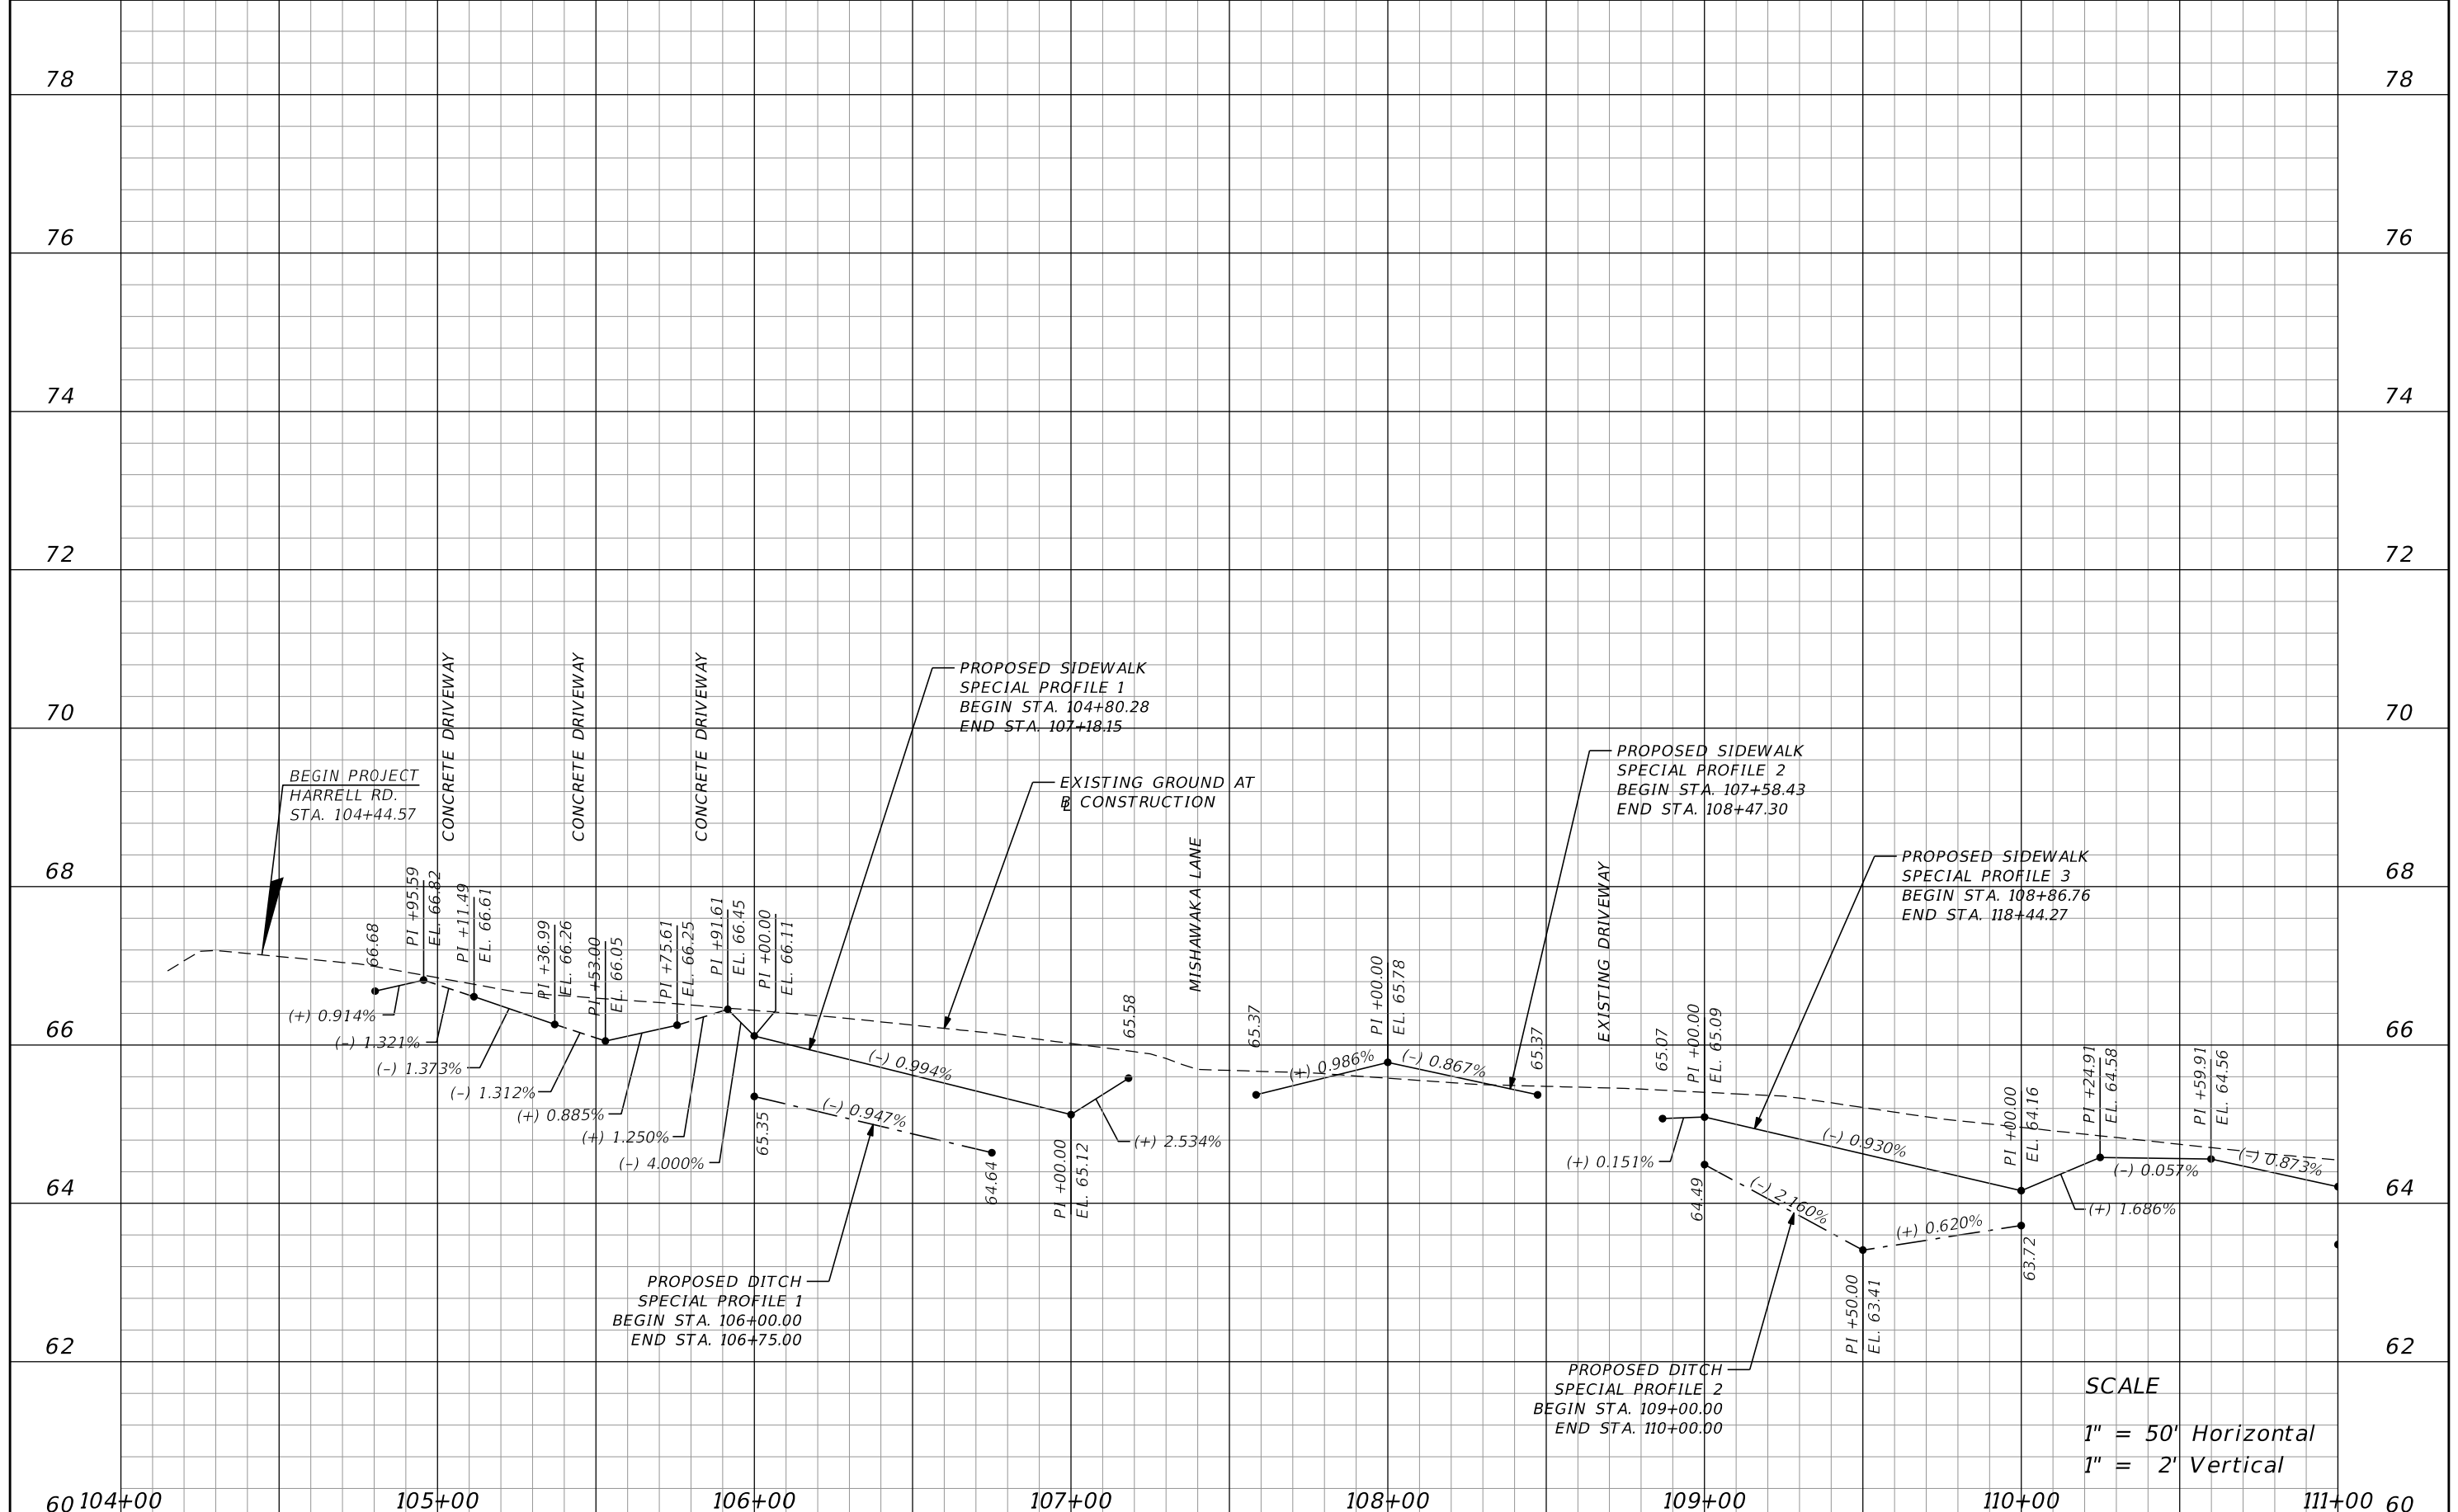 78
78
76
76
74
74
72
72
70
70
68
68
66
66
64
64
62
62
60
60
BEGIN PROJECT
HARRELL RD.
STA. 104+44.57
CONCRETE DRIVEWAY
CONCRETE DRIVEWAY
CONCRETE DRIVEWAY
PROPOSED SIDEWALK
SPECIAL PROFILE 1
BEGIN STA. 104+80.28
END STA. 107+18.15
EXISTING GROUND AT
BL CONSTRUCTION
MISHAWAKA LANE
PROPOSED SIDEWALK
SPECIAL PROFILE 2
BEGIN STA. 107+58.43
END STA. 108+47.30
EXISTING DRIVEWAY
PROPOSED SIDEWALK
SPECIAL PROFILE 3
BEGIN STA. 108+86.76
END STA. 118+44.27
66.68
PI +95.59
EL. 66.82
PI +11.49
EL. 66.61
PI +36.99
EL. 66.26
PI +53.00
EL. 66.05
PI +75.61
EL. 66.25
PI +91.61
EL. 66.45
PI +00.00
EL. 66.11
(+) 0.914%
(-) 1.321%
(-) 1.373%
(-) 1.312%
(+) 0.885%
(+) 1.250%
(-) 4.000%
(-) 0.994%
65.35
(-) 0.947%
64.64
PI +00.00
EL. 65.12
65.58
(+) 2.534%
65.37
(+) 0.986%
PI +00.00
EL. 65.78
(-) 0.867%
65.37
65.07
PI +00.00
EL. 65.09
(+) 0.151%
(-) 0.930%
64.49
(-) 2.160%
PI +50.00
EL. 63.41
(+) 0.620%
63.72
PI +00.00
EL. 64.16
PI +24.91
EL. 64.58
(+) 1.686%
(-) 0.057%
PI +59.91
EL. 64.56
(-) 0.873%
PROPOSED DITCH
SPECIAL PROFILE 1
BEGIN STA. 106+00.00
END STA. 106+75.00
PROPOSED DITCH
SPECIAL PROFILE 2
BEGIN STA. 109+00.00
END STA. 110+00.00
SCALE
1" = 50' Horizontal
1" = 2' Vertical
104+00
105+00
106+00
107+00
108+00
109+00
110+00
111+00